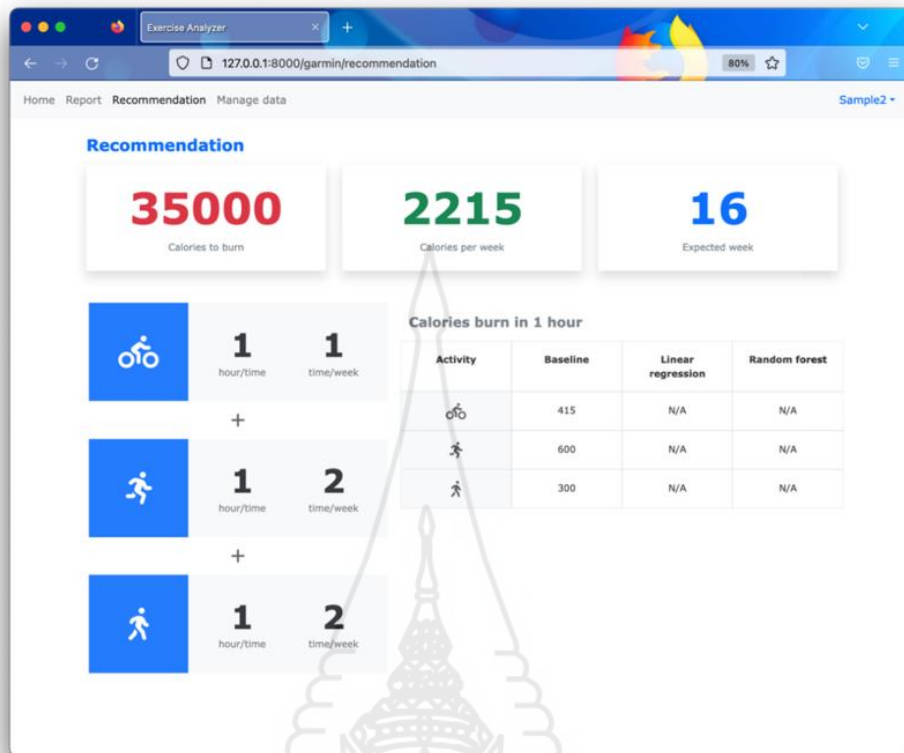 Exercise Analyzer
127.0.0.1:8000/garmin/recommendation
80%
Home Report Recommendation Manage data
Sample2
Recommendation
35000
Calories to burn
2215
Calories per week
16
Expected week
1
hour/time
1
time/week
+
1
hour/time
2
time/week
+
1
hour/time
2
time/week
Calories burn in 1 hour
Activity Baseline Linear regression Random forest
415 N/A N/A
600 N/A N/A
300 N/A N/A